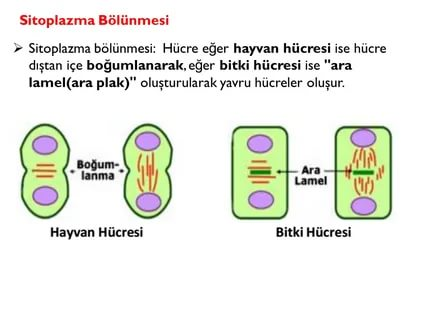 Sitoplazma Bölünmesi
➢ Sitoplazma bölünmesi: Hücre eğer hayvan hücresi ise hücre
dıştan içe boğumlanarak, eğer bitki hücresi ise "ara
lamel(ara plak)" oluşturularak yavru hücreler oluşur.
Boğum-
lanma
Ara
Lamel
Hayvan Hücresi
Bitki Hücresi